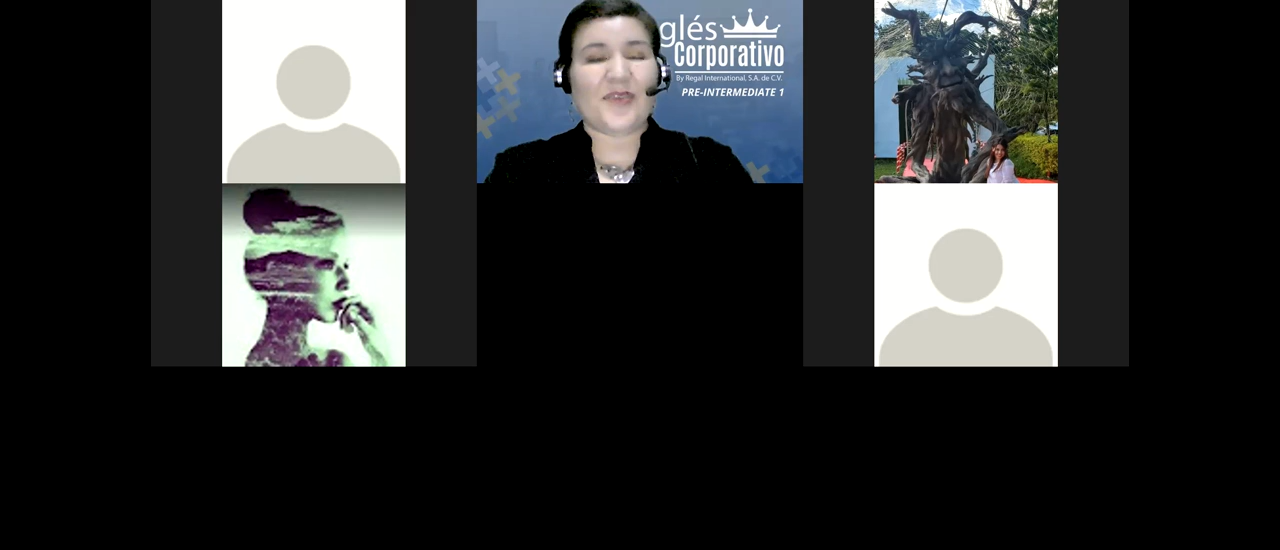 glés
Corporativo
By Regal International, S.A. de C.V.
PRE-INTERMEDIATE 1